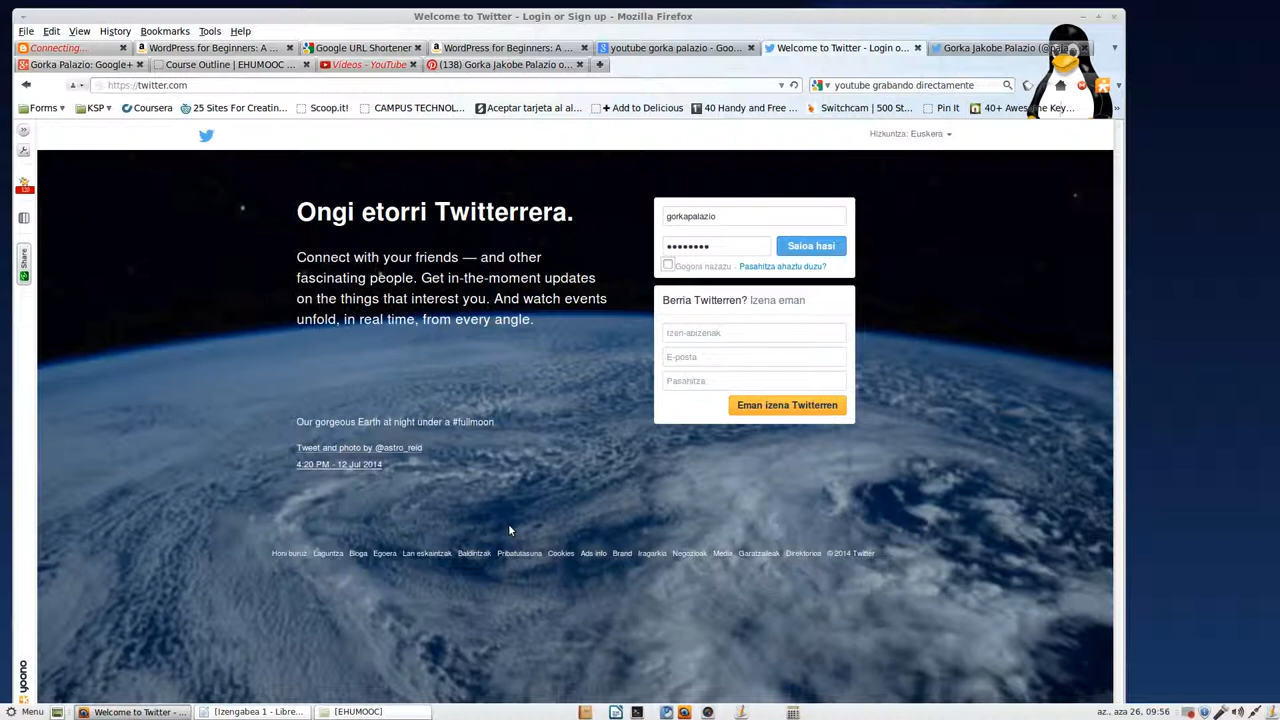 Welcome to Twitter - Login or Sign up - Mozilla Firefox
File Edit View History Bookmarks Tools Help
Connecting... WordPress for Beginners: A ... Google URL Shortener WordPress for Beginners: A ... youtube gorka palazio - Goo... Welcome to Twitter - Login o... Gorka Jakobe Palazio
Gorka Palazio: Google+ Course Outline | EHUMOOC ... Videos - YouTube (138) Gorka Jakobe Palazio o...
https://twitter.com youtube grabando directamente
Forms KSP Coursera 25 Sites For Creatin... Scoop.it! CAMPUS TECHNOL... Aceptar tarjeta al al... + Add to Delicious 40 Handy and Free ... Switchcam | 500 St... Pin It 40+ Awesome Key...
Hizkuntza: Euskera
Share
yoono
Ongi etorri Twitterrera.
Connect with your friends — and other
fascinating people. Get in-the-moment updates
on the things that interest you. And watch events
unfold, in real time, from every angle.
Our gorgeous Earth at night under a #fullmoon
Tweet and photo by @astro_reid
4:20 PM - 12 Jul 2014
gorkapalazio
Saioa hasi
Gogora nazazu - Pasahitza ahaztu duzu?
Berria Twitterren? Izena eman
Izen-abizenak
E-posta
Pasahitza
Eman izena Twitterren
Honi buruz Laguntza Bloga Egoera Lan eskaintzak Baldintzak Pribatutasuna Cookies Ads info Brand Iragarkia Negozioek Media Garatzaileak Direktorioa © 2014 Twitter
Menu Welcome to Twitter - ... [Izengabea 1 - Libre... [EHUMOOC] az., aza 26, 09:56